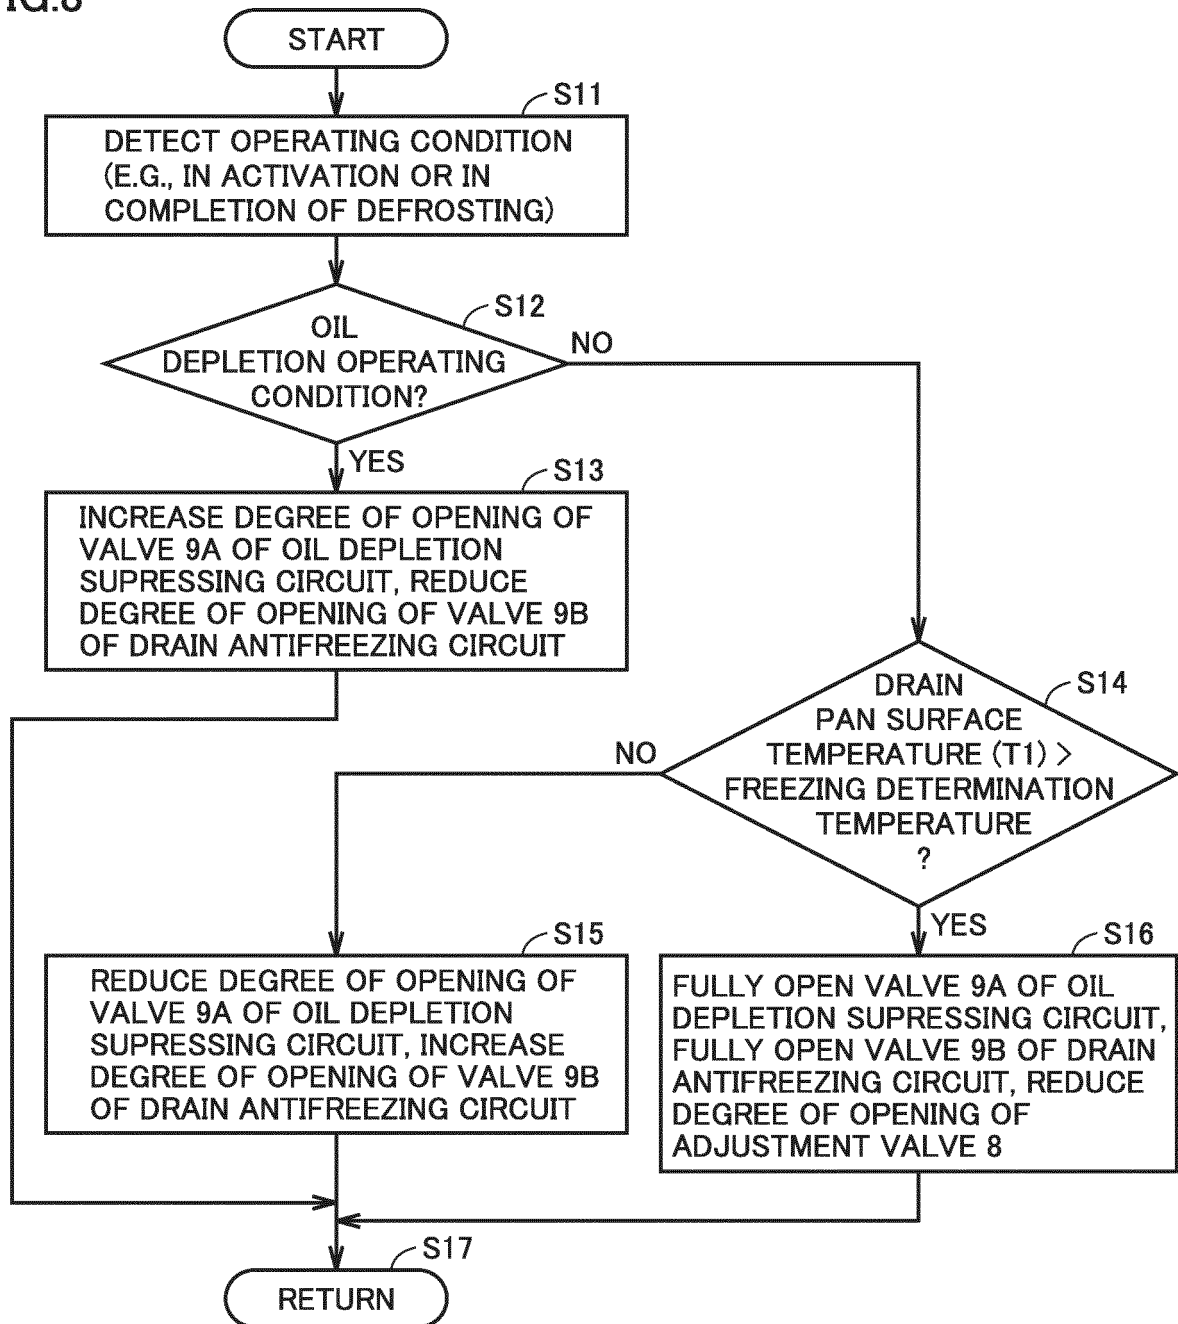 FIG.8
START
S11
DETECT OPERATING CONDITION
(E.G., IN ACTIVATION OR IN
COMPLETION OF DEFROSTING)
S12
OIL
DEPLETION OPERATING
CONDITION?
NO
YES
S13
INCREASE DEGREE OF OPENING OF
VALVE 9A OF OIL DEPLETION
SUPRESSING CIRCUIT, REDUCE
DEGREE OF OPENING OF VALVE 9B
OF DRAIN ANTIFREEZING CIRCUIT
S14
DRAIN
PAN SURFACE
TEMPERATURE (T1) >
FREEZING DETERMINATION
TEMPERATURE
?
NO
YES
S15
REDUCE DEGREE OF OPENING OF
VALVE 9A OF OIL DEPLETION
SUPRESSING CIRCUIT, INCREASE
DEGREE OF OPENING OF VALVE 9B
OF DRAIN ANTIFREEZING CIRCUIT
S16
FULLY OPEN VALVE 9A OF OIL
DEPLETION SUPRESSING CIRCUIT,
FULLY OPEN VALVE 9B OF DRAIN
ANTIFREEZING CIRCUIT, REDUCE
DEGREE OF OPENING OF
ADJUSTMENT VALVE 8
S17
RETURN